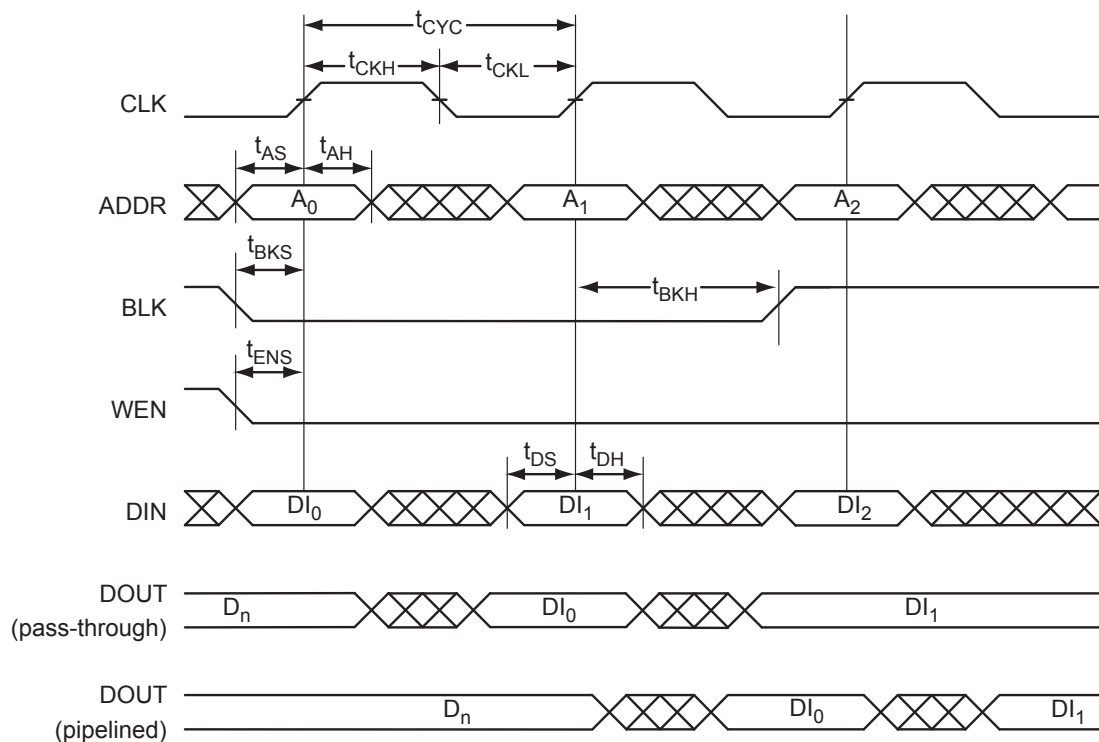 tCYC
tCKH tCKL
CLK
tAS tAH
ADDR A0 A1 A2
tBKS
tBKH
BLK
tENS
WEN
tDS tDH
DIN DI0 DI1 DI2
DOUT
(pass-through)
Dn DI0 DI1
DOUT
(pipelined)
Dn DI0 DI1